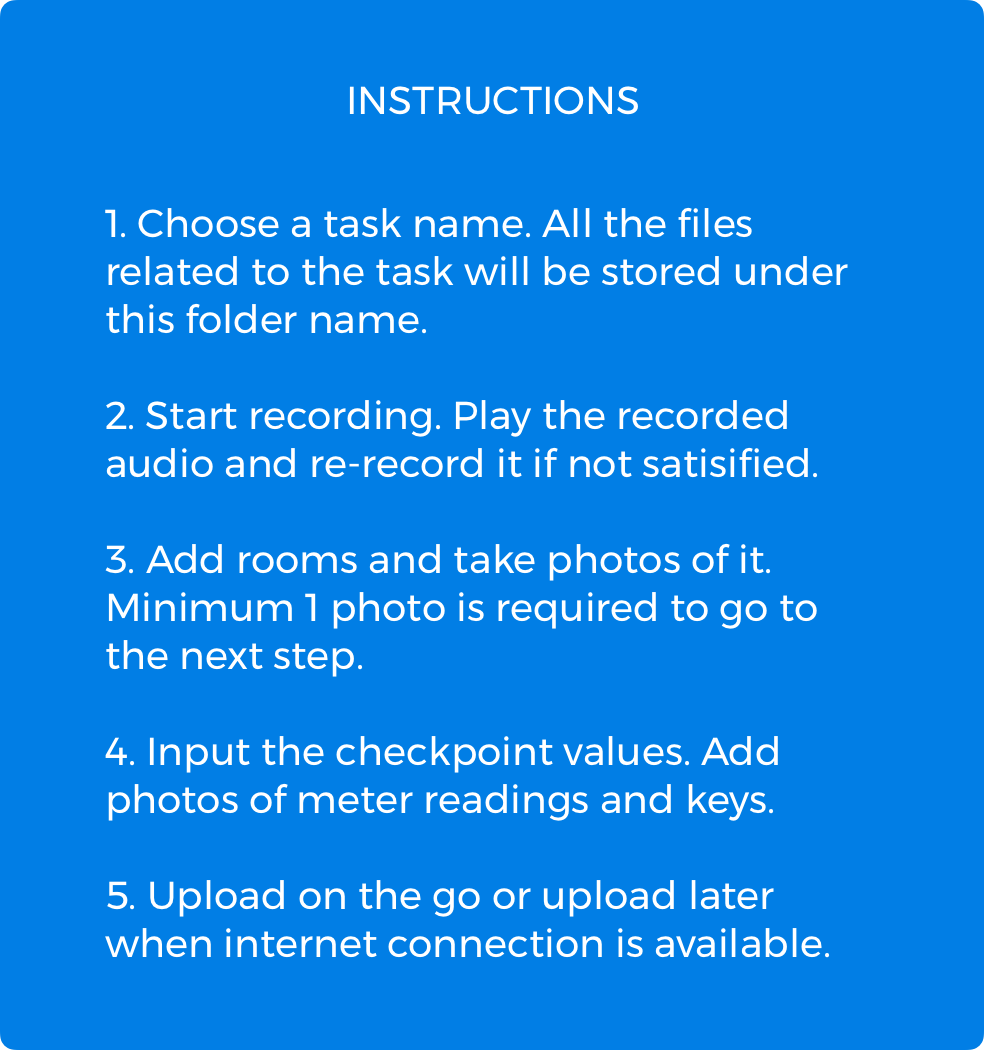 INSTRUCTIONS
1. Choose a task name. All the files
related to the task will be stored under
this folder name.
2. Start recording. Play the recorded
audio and re-record it if not satisified.
3. Add rooms and take photos of it.
Minimum 1 photo is required to go to
the next step.
4. Input the checkpoint values. Add
photos of meter readings and keys.
5. Upload on the go or upload later
when internet connection is available.